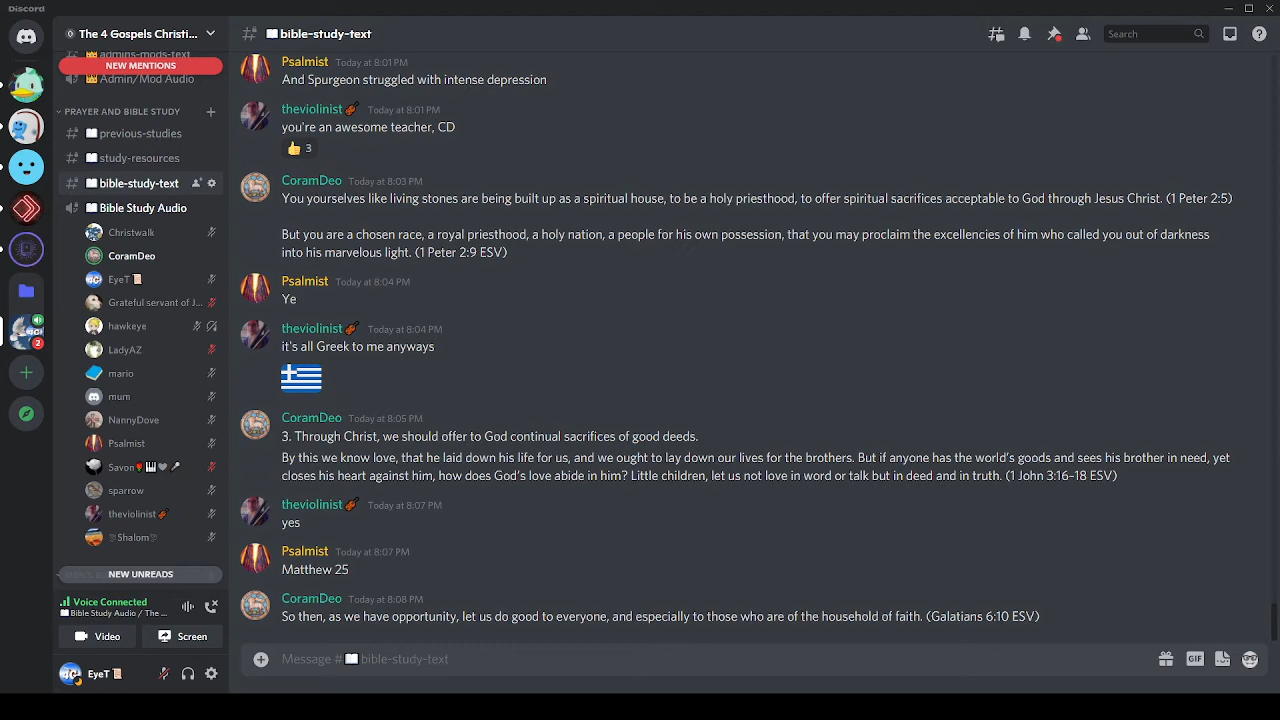 Discord
The 4 Gospels Christi...
bible-study-text
Search
admins-mods-text
NEW MENTIONS
Admin/Mod Audio
PRAYER AND BIBLE STUDY
previous-studies
study-resources
bible-study-text
Bible Study Audio
Christwalk
CoramDeo
EyeT
Grateful servant of J...
hawkeye
LadyAZ
mario
mum
NannyDove
Psalmist
Savon
sparrow
theviolinist
Shalom
NEW UNREADS
Voice Connected
Bible Study Audio / The ...
Video
Screen
EyeT
2
Psalmist Today at 8:01 PM
And Spurgeon struggled with intense depression
theviolinist Today at 8:01 PM
you're an awesome teacher, CD
3
CoramDeo Today at 8:03 PM
You yourselves like living stones are being built up as a spiritual house, to be a holy priesthood, to offer spiritual sacrifices acceptable to God through Jesus Christ. (1 Peter 2:5)
But you are a chosen race, a royal priesthood, a holy nation, a people for his own possession, that you may proclaim the excellencies of him who called you out of darkness
into his marvelous light. (1 Peter 2:9 ESV)
Psalmist Today at 8:04 PM
Ye
theviolinist Today at 8:04 PM
it's all Greek to me anyways
CoramDeo Today at 8:05 PM
3. Through Christ, we should offer to God continual sacrifices of good deeds.
By this we know love, that he laid down his life for us, and we ought to lay down our lives for the brothers. But if anyone has the world's goods and sees his brother in need, yet
closes his heart against him, how does God's love abide in him? Little children, let us not love in word or talk but in deed and in truth. (1 John 3:16–18 ESV)
theviolinist Today at 8:07 PM
yes
Psalmist Today at 8:07 PM
Matthew 25
CoramDeo Today at 8:08 PM
So then, as we have opportunity, let us do good to everyone, and especially to those who are of the household of faith. (Galatians 6:10 ESV)
Message # bible-study-text
GIF